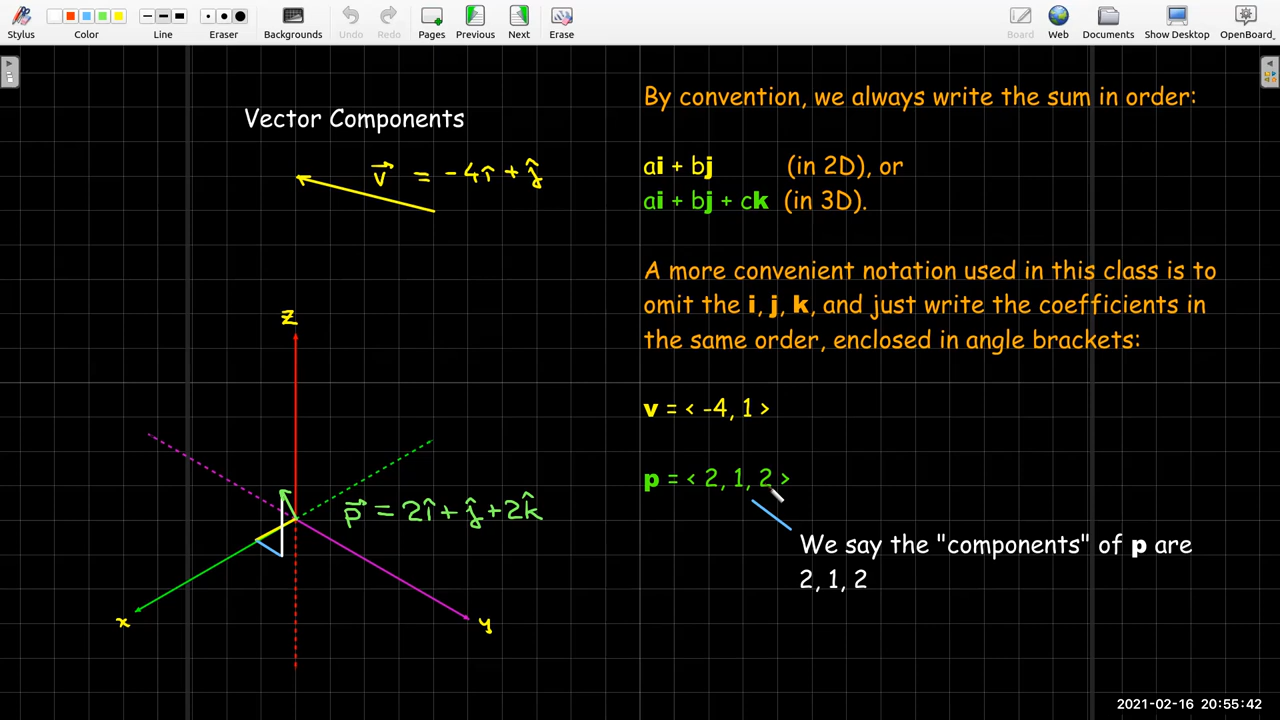 Stylus Color Line Eraser Backgrounds Undo Redo Pages Previous Next Erase Board Web Documents Show Desktop OpenBoard
Vector Components
v⃗ = -4î + ĵ
z
p⃗ = 2î + ĵ + 2k̂
x
y
By convention, we always write the sum in order:
ai + bj (in 2D), or
ai + bj + ck (in 3D).
A more convenient notation used in this class is to
omit the i, j, k, and just write the coefficients in
the same order, enclosed in angle brackets:
v = < -4, 1 >
p = < 2, 1, 2 >
We say the "components" of p are
2, 1, 2
2021-02-16 20:55:42